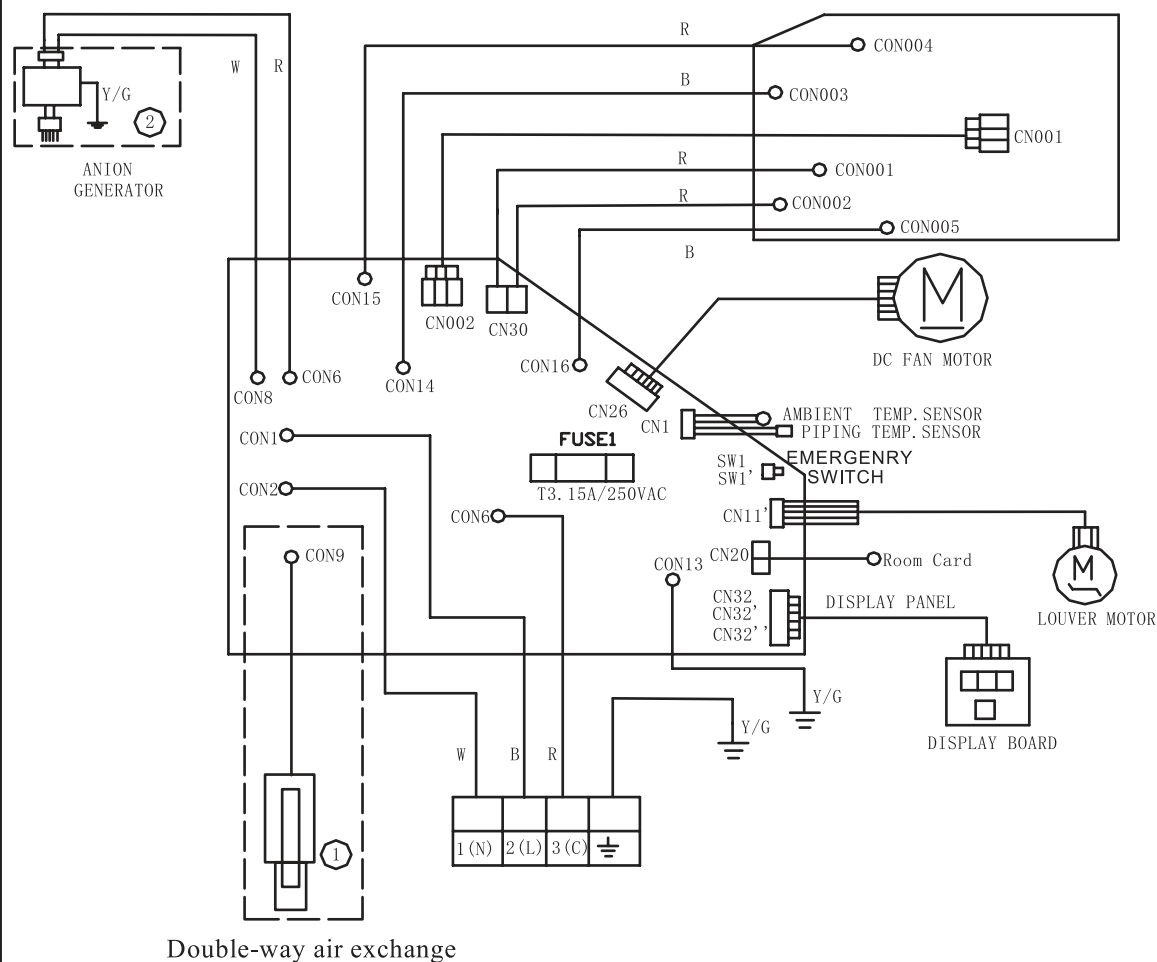 R
CON004
W
R
Y/G
2
B
CON003
CN001
ANION
GENERATOR
R
CON001
R
CON002
CON005
B
CON15
CN002
CN30
DC FAN MOTOR
CON8
CON6
CON14
CON16
CN26
CN1
AMBIENT TEMP.SENSOR
PIPING TEMP.SENSOR
CON1
FUSE1
T3.15A/250VAC
SW1
SW1'
EMERGENRY
SWITCH
CON2
CON6
CN11'
CON9
CON13
CN20
Room Card
M
CN32
CN32'
CN32''
DISPLAY PANEL
LOUVER MOTOR
M
Y/G
Y/G
DISPLAY BOARD
W
B
R
1(N)
2(L)
3(C)
1
Double-way air exchange